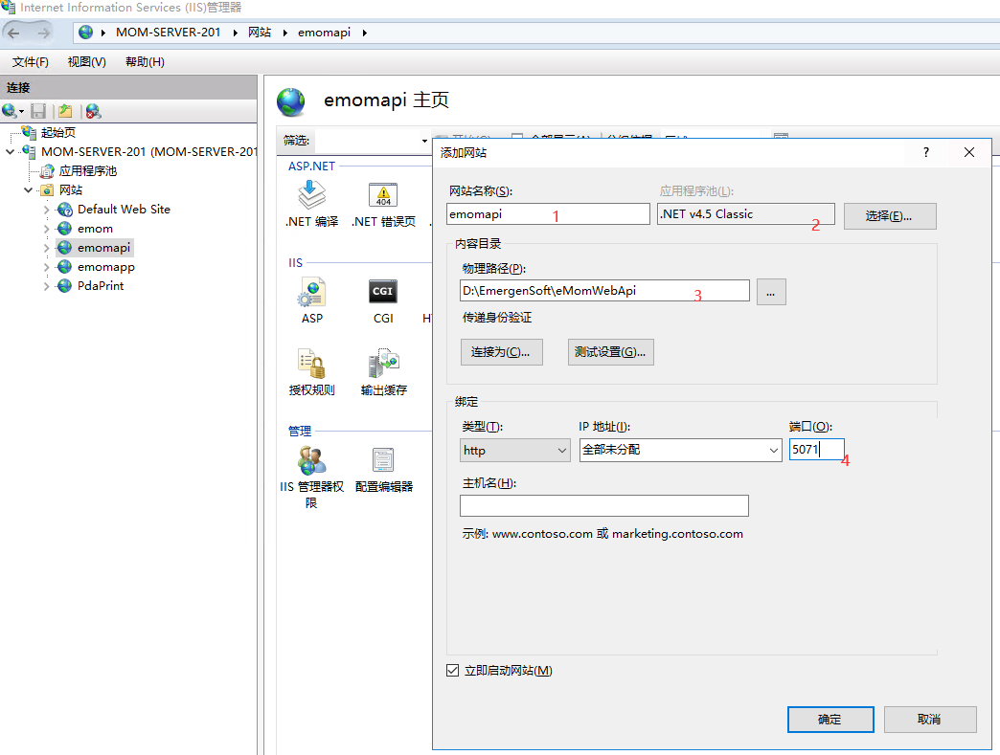 Internet Information Services (IIS)管理器
MOM-SERVER-201 网站 emomapi
文件(F) 视图(V) 帮助(H)
连接
起始页
MOM-SERVER-201 (MOM-SERVER-201
应用程序池
网站
Default Web Site
emom
emomapi
emomapp
PdaPrint
emomapi 主页
筛选:
ASP.NET
.NET 编译 .NET 错误页
IIS
ASP CGI
授权规则 输出缓存
管理
IIS 管理器权限 配置编辑器
添加网站 ?
网站名称(S): 应用程序池(L):
emomapi 1 .NET v4.5 Classic 2 选择(E)...
内容目录
物理路径(P):
D:\EmergenSoft\eMomWebApi 3 ...
传递身份验证
连接为(C)... 测试设置(G)...
绑定
类型(T): IP 地址(I): 端口(O):
http 全部未分配 5071 4
主机名(H):
示例: www.contoso.com 或 marketing.contoso.com
立即启动网站(M)
确定 取消